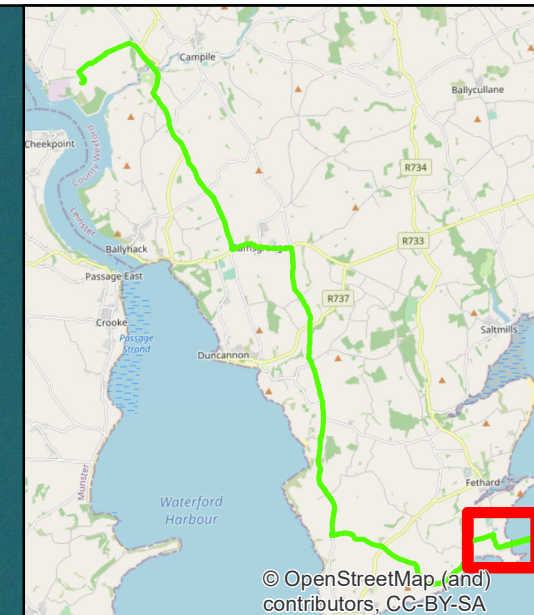 Campile
Ballycullane
Cheekpoint
County Waterford
Leinster
R734
R733
Ballyhack
Passage East
R737
Crooke
Passage
Strand
Saltmills
Duncannon
Munster
Fethard
Waterford
Harbour
© OpenStreetMap (and)
contributors, CC-BY-SA